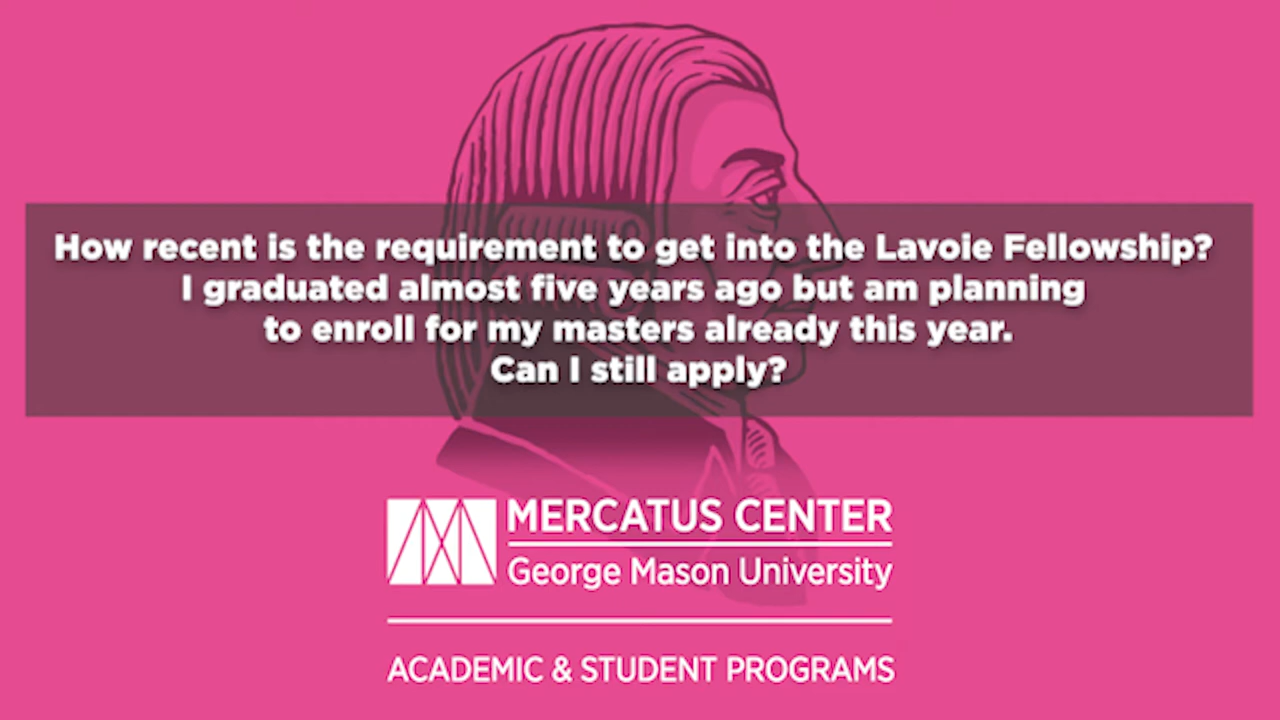 How recent is the requirement to get into the Lavoie Fellowship?
I graduated almost five years ago but am planning
to enroll for my masters already this year.
Can I still apply?
MERCATUS CENTER
George Mason University
ACADEMIC & STUDENT PROGRAMS